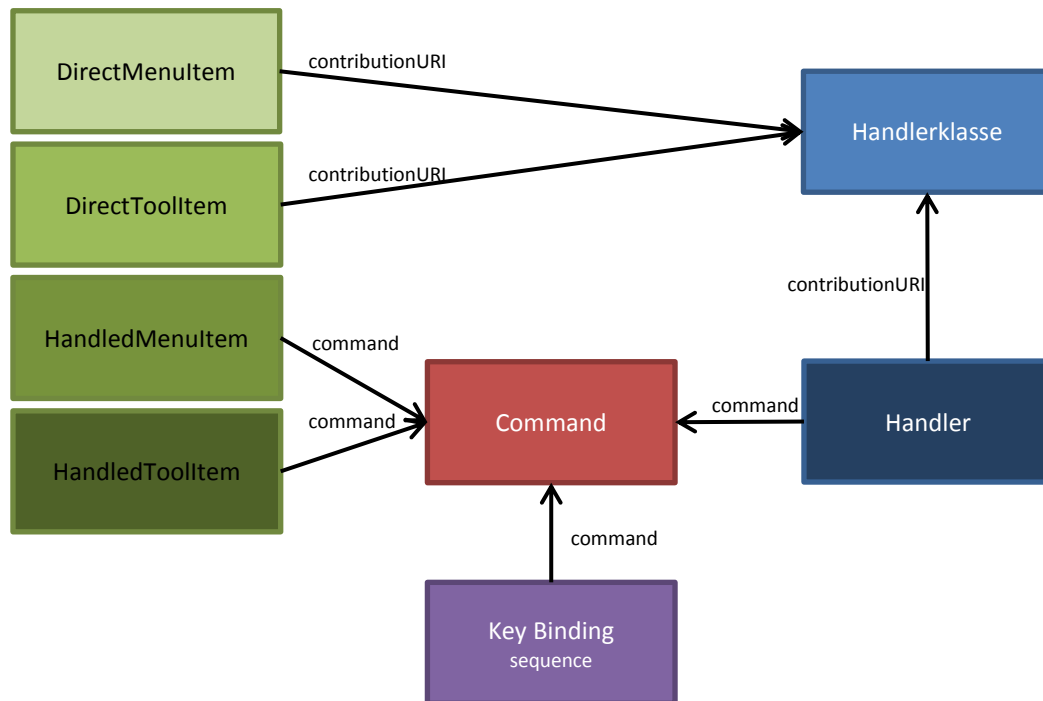 DirectMenuItem
contributionURI
Handlerklasse
DirectToolItem
contributionURI
contributionURI
HandledMenuItem
command
Command
command
Handler
command
HandledToolItem
command
Key Binding
sequence